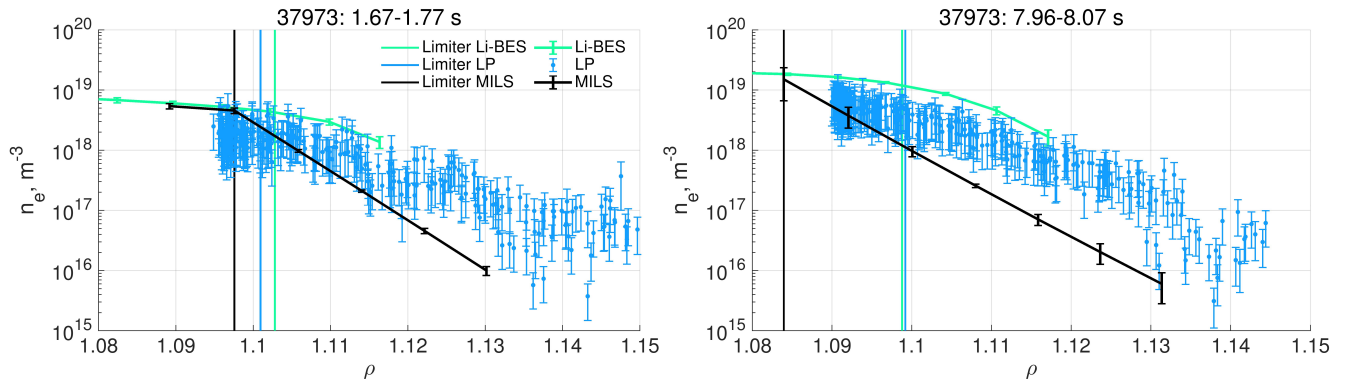 37973: 1.67-1.77 s
10^20
10^19
10^18
10^17
10^16
10^15
n_e, m^-3
Limiter Li-BES
Limiter LP
Limiter MILS
Li-BES
LP
MILS
1.08 1.09 1.1 1.11 1.12 1.13 1.14 1.15
ρ
37973: 7.96-8.07 s
10^20
10^19
10^18
10^17
10^16
10^15
n_e, m^-3
1.08 1.09 1.1 1.11 1.12 1.13 1.14 1.15
ρ